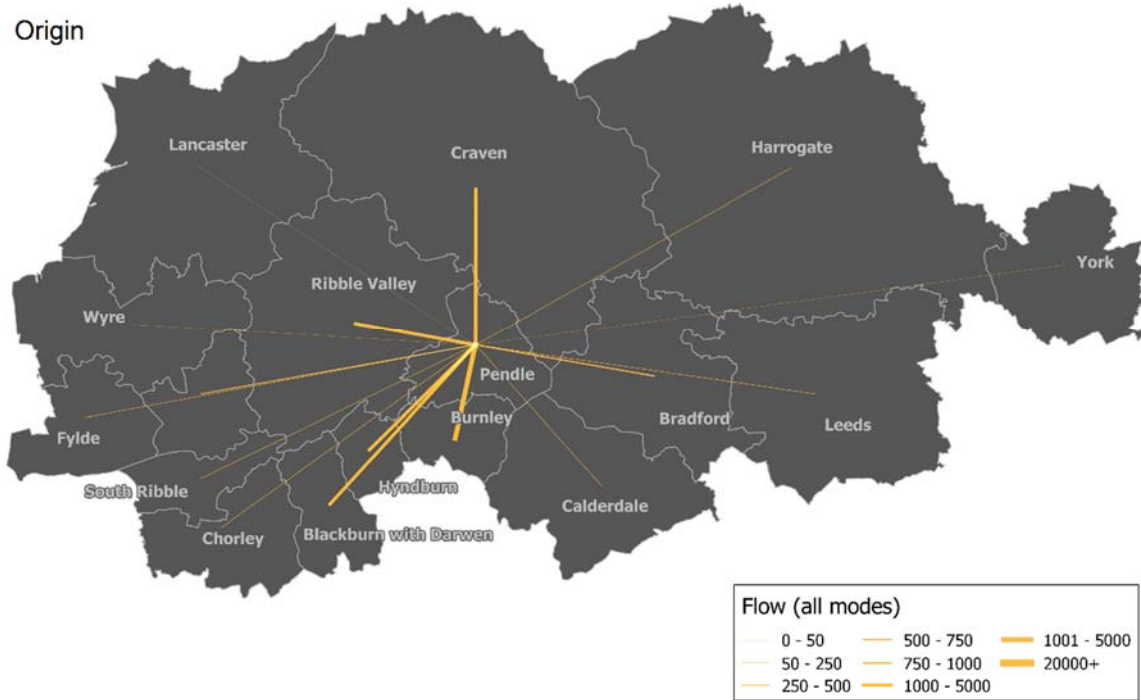 Origin
Lancaster
Craven
Harrogate
York
Ribble Valley
Wyre
Pendle
Burnley
Bradford
Leeds
Fylde
South Ribble
Hyndburn
Calderdale
Chorley
Blackburn with Darwen
Flow (all modes)
0 - 50 500 - 750 1001 - 5000
50 - 250 750 - 1000 20000+
250 - 500 1000 - 5000